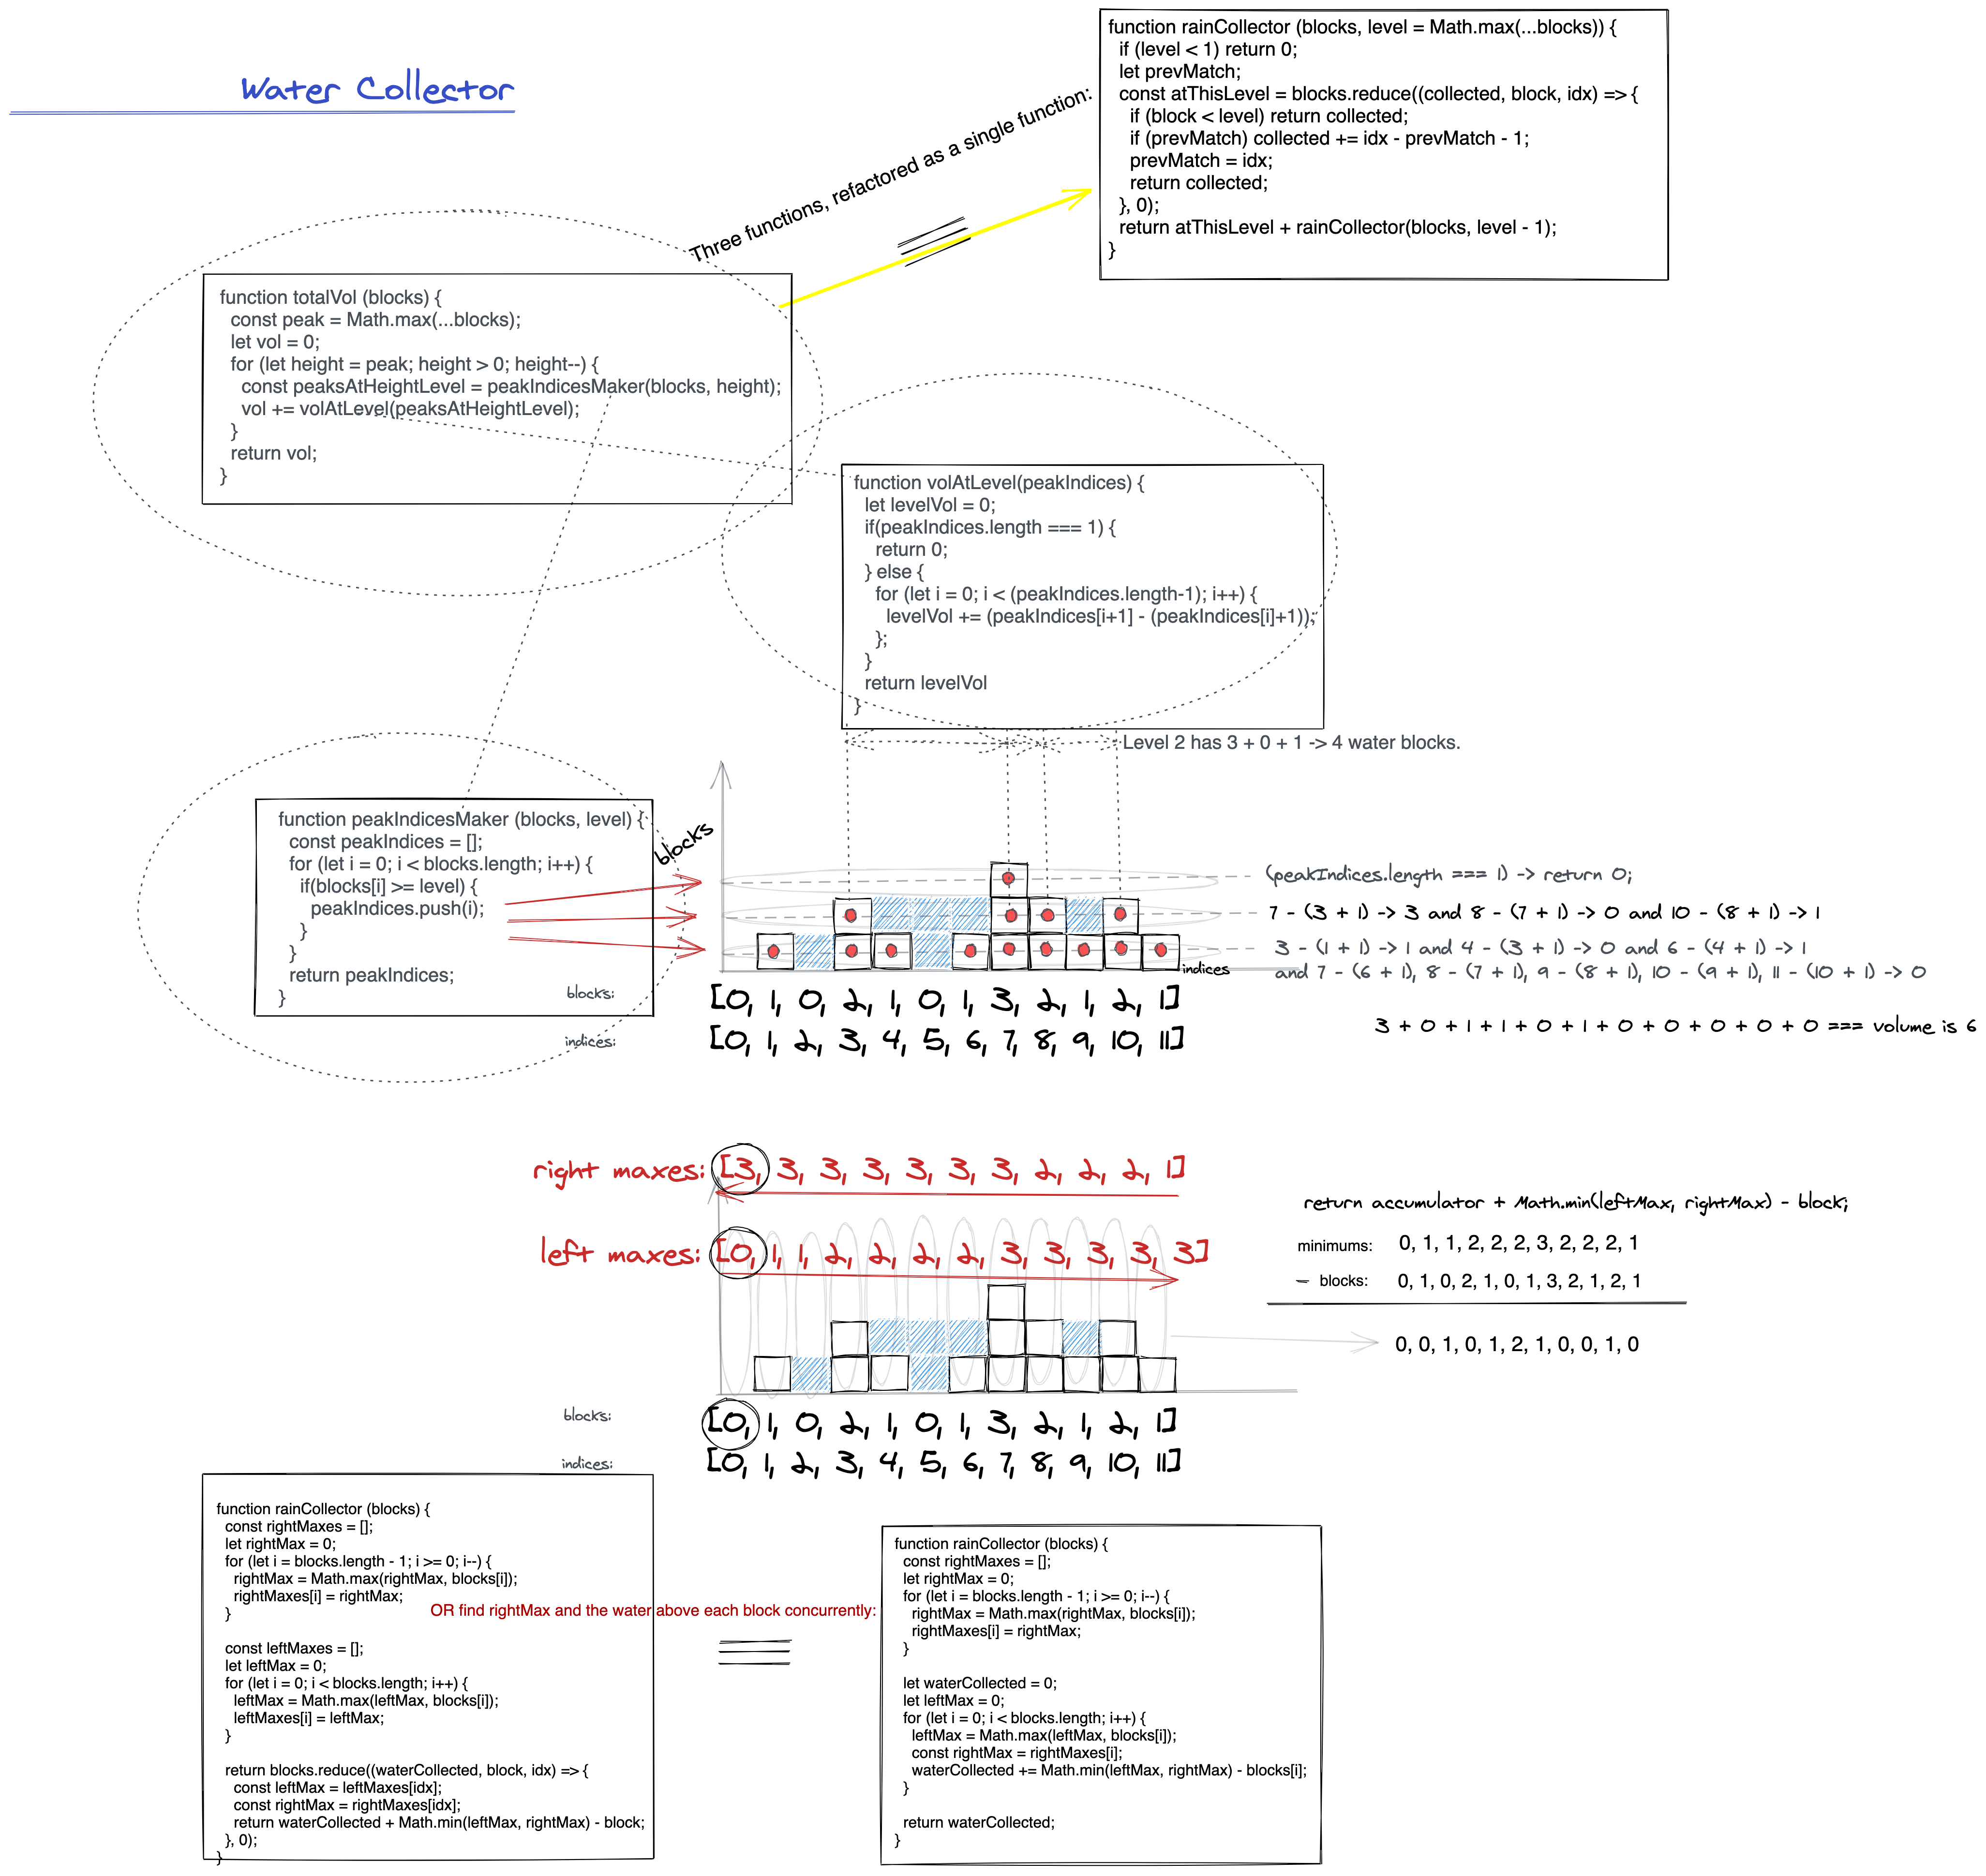 Water Collector
Three functions, refactored as a single function:
function rainCollector (blocks, level = Math.max(...blocks)) {
if (level < 1) return 0;
let prevMatch;
const atThisLevel = blocks.reduce((collected, block, idx) => {
if (block < level) return collected;
if (prevMatch) collected += idx - prevMatch - 1;
prevMatch = idx;
return collected;
}, 0);
return atThisLevel + rainCollector(blocks, level - 1);
}
function totalVol (blocks) {
const peak = Math.max(...blocks);
let vol = 0;
for (let height = peak; height > 0; height--) {
const peaksAtHeightLevel = peakIndicesMaker(blocks, height);
vol += volAtLevel(peaksAtHeightLevel);
}
return vol;
}
function volAtLevel(peakIndices) {
let levelVol = 0;
if(peakIndices.length === 1) {
return 0;
} else {
for (let i = 0; i < (peakIndices.length-1); i++) {
levelVol += (peakIndices[i+1] - (peakIndices[i]+1));
};
}
return levelVol
}
Level 2 has 3 + 0 + 1 -> 4 water blocks.
function peakIndicesMaker (blocks, level) {
const peakIndices = [];
for (let i = 0; i < blocks.length; i++) {
if(blocks[i] >= level) {
peakIndices.push(i);
}
}
return peakIndices;
}
blocks
(peakIndices.length === 1) -> return 0;
7 - (3 + 1) -> 3 and 8 - (7 + 1) -> 0 and 10 - (8 + 1) -> 1
3 - (1 + 1) -> 1 and 4 - (3 + 1) -> 0 and 6 - (4 + 1) -> 1
and 7 - (6 + 1), 8 - (7 + 1), 9 - (8 + 1), 10 - (9 + 1), 11 - (10 + 1) -> 0
indices
blocks: [0, 1, 0, 2, 1, 0, 1, 3, 2, 1, 2, 1]
indices: [0, 1, 2, 3, 4, 5, 6, 7, 8, 9, 10, 11]
3 + 0 + 1 + 1 + 0 + 1 + 0 + 0 + 0 + 0 + 0 === volume is 6
right maxes: [3, 3, 3, 3, 3, 3, 3, 2, 2, 2, 1]
left maxes: [0, 1, 1, 2, 2, 2, 2, 3, 3, 3, 3, 3]
return accumulator + Math.min(leftMax, rightMax) - block;
minimums: 0, 1, 1, 2, 2, 2, 3, 2, 2, 2, 1
— blocks: 0, 1, 0, 2, 1, 0, 1, 3, 2, 1, 2, 1
0, 0, 1, 0, 1, 2, 1, 0, 0, 1, 0
blocks: [0, 1, 0, 2, 1, 0, 1, 3, 2, 1, 2, 1]
indices: [0, 1, 2, 3, 4, 5, 6, 7, 8, 9, 10, 11]
function rainCollector (blocks) {
const rightMaxes = [];
let rightMax = 0;
for (let i = blocks.length - 1; i >= 0; i--) {
rightMax = Math.max(rightMax, blocks[i]);
rightMaxes[i] = rightMax;
}
const leftMaxes = [];
let leftMax = 0;
for (let i = 0; i < blocks.length; i++) {
leftMax = Math.max(leftMax, blocks[i]);
leftMaxes[i] = leftMax;
}
return blocks.reduce((waterCollected, block, idx) => {
const leftMax = leftMaxes[idx];
const rightMax = rightMaxes[idx];
return waterCollected + Math.min(leftMax, rightMax) - block;
}, 0);
}
OR find rightMax and the water above each block concurrently:
function rainCollector (blocks) {
const rightMaxes = [];
let rightMax = 0;
for (let i = blocks.length - 1; i >= 0; i--) {
rightMax = Math.max(rightMax, blocks[i]);
rightMaxes[i] = rightMax;
}
let waterCollected = 0;
let leftMax = 0;
for (let i = 0; i < blocks.length; i++) {
leftMax = Math.max(leftMax, blocks[i]);
const rightMax = rightMaxes[i];
waterCollected += Math.min(leftMax, rightMax) - blocks[i];
}
return waterCollected;
}